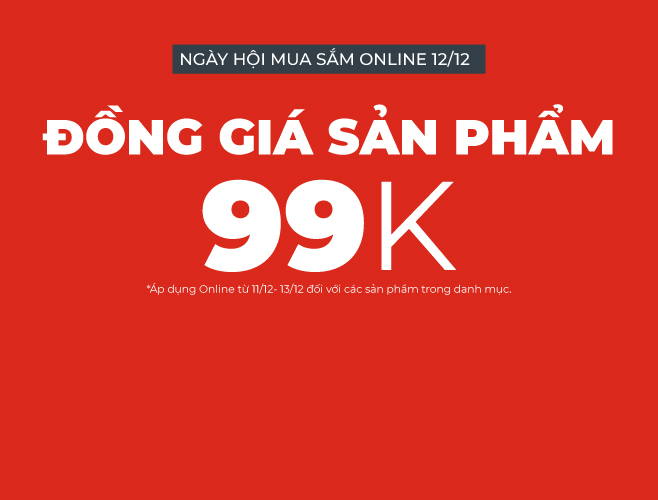 NGÀY HỘI MUA SẮM ONLINE 12/12
ĐỒNG GIÁ SẢN PHẨM
99K
*Áp dụng Online từ 11/12- 13/12 đối với các sản phẩm trong danh mục.